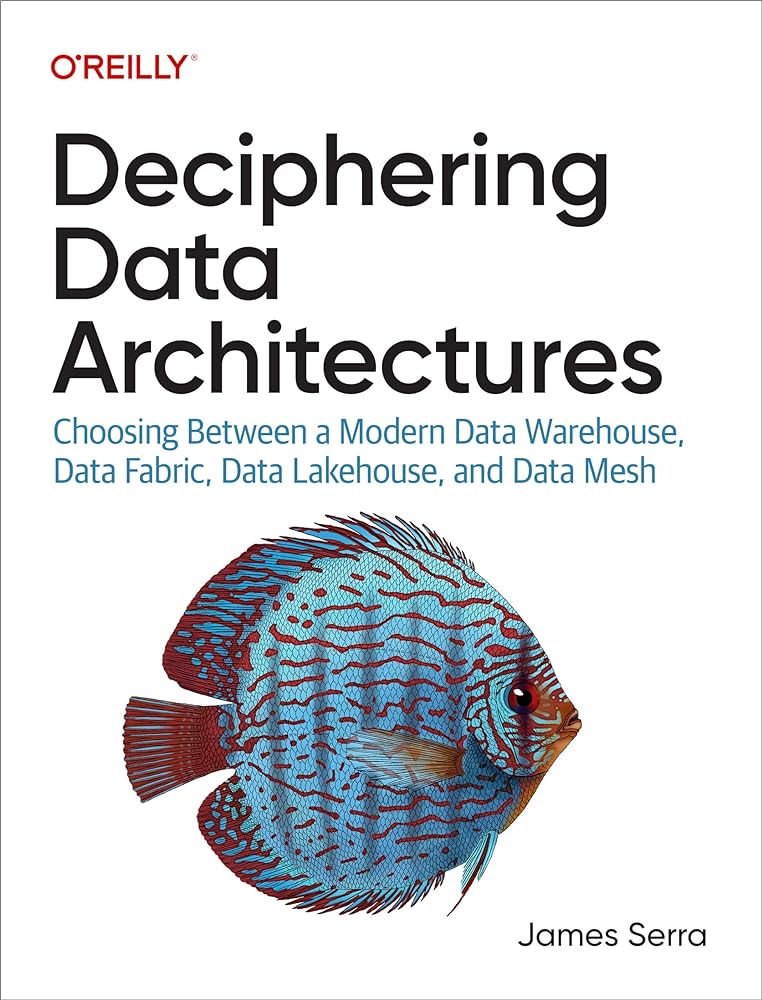 O'REILLY®
Deciphering
Data
Architectures
Choosing Between a Modern Data Warehouse,
Data Fabric, Data Lakehouse, and Data Mesh
James Serra